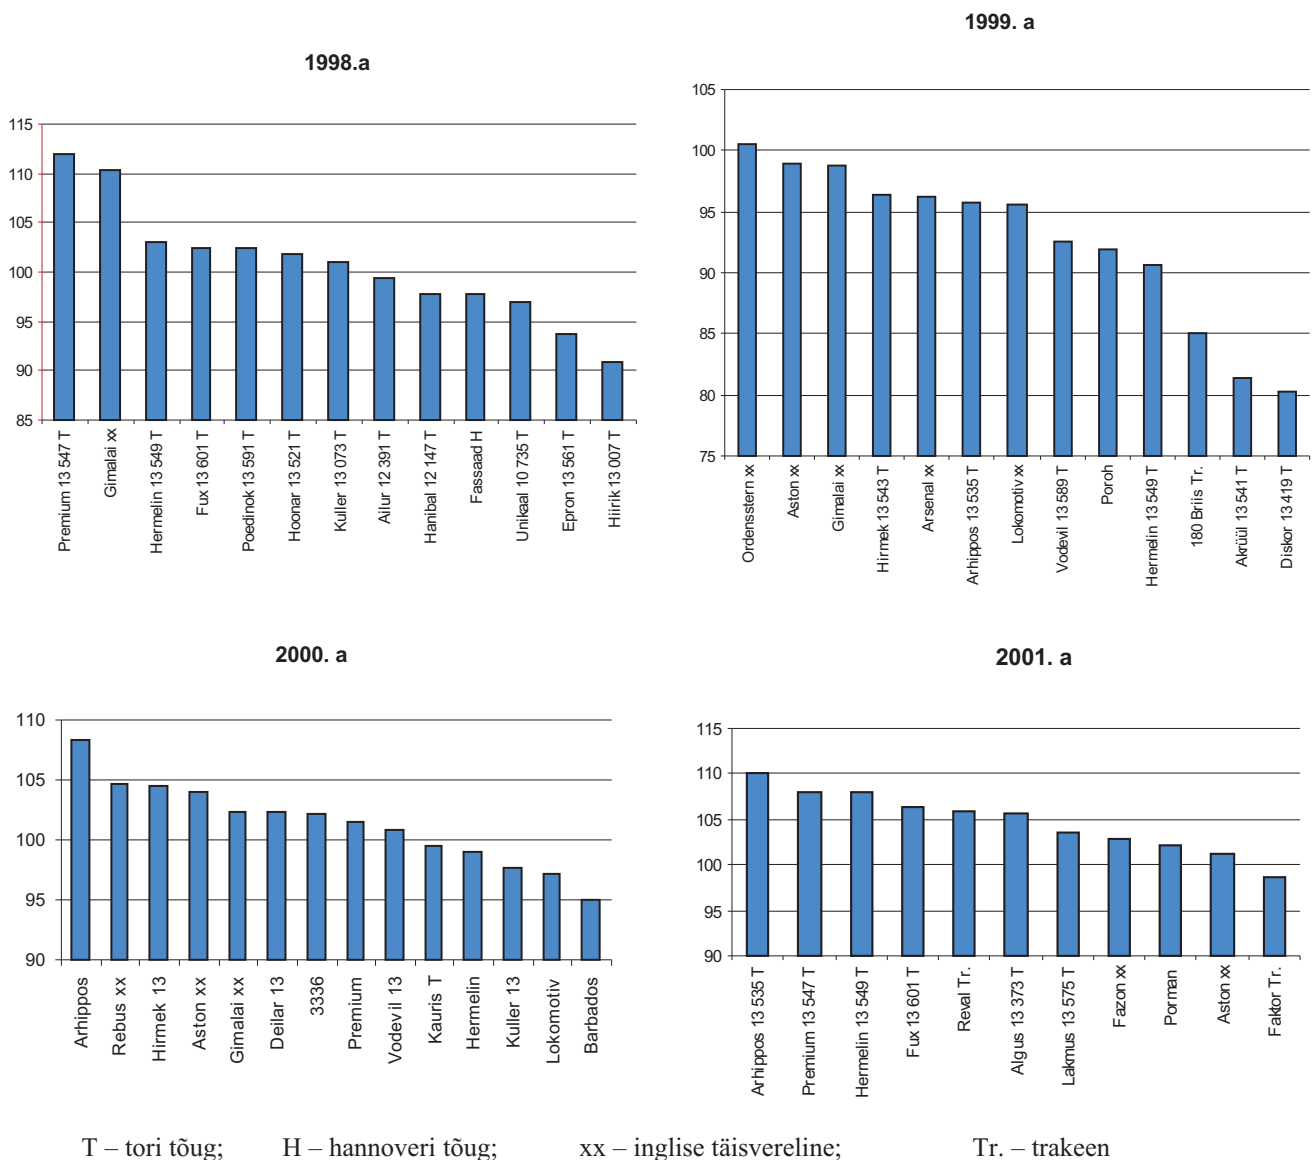 1998.a
115
110
105
100
95
90
85
Premium 13 547 T
Gimalai xx
Hermelin 13 549 T
Fux 13 601 T
Poedinok 13 591 T
Hoonar 13 521 T
Kuller 13 073 T
Ailur 12 391 T
Hanibal 12 147 T
Fassaad H
Unikaal 10 735 T
Epron 13 561 T
Hiirik 13 007 T
1999. a
105
100
95
90
85
80
75
Ordensstern xx
Aston xx
Gimalai xx
Hirmek 13 543 T
Arsenal xx
Arhippos 13 535 T
Lokomotiv xx
Vodevil 13 589 T
Poroh
Hermelin 13 549 T
180 Briis Tr.
Akrüül 13 541 T
Diskor 13 419 T
2000. a
110
105
100
95
90
Arhippos
Rebus xx
Hirmek 13
Aston xx
Gimalai xx
Deilar 13
3336
Premium
Vodevil 13
Kauris T
Hermelin
Kuller 13
Lokomotiv
Barbados
2001. a
115
110
105
100
95
90
Arhippos 13 535 T
Premium 13 547 T
Hermelin 13 549 T
Fux 13 601 T
Reval Tr.
Algus 13 373 T
Lakmus 13 575 T
Fazon xx
Porman
Aston xx
Faktor Tr.
T – tori tõug; H – hannoveri tõug; xx – inglise täisvereline; Tr. – trakeen